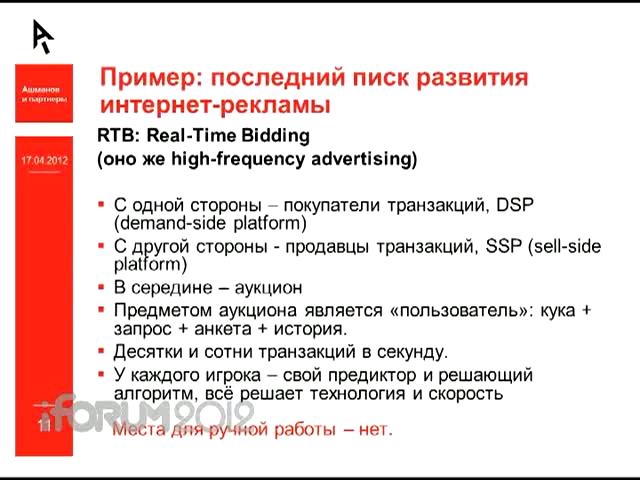 Ашманов
и партнеры
Пример: последний писк развития
интернет-рекламы
17.04.2012
RTB: Real-Time Bidding
(оно же high-frequency advertising)
С одной стороны – покупатели транзакций, DSP
(demand-side platform)
С другой стороны - продавцы транзакций, SSP (sell-side
platform)
В середине – аукцион
Предметом аукциона является «пользователь»: кука +
запрос + анкета + история.
Десятки и сотни транзакций в секунду.
У каждого игрока – свой предиктор и решающий
алгоритм, всё решает технология и скорость
iFORUM2012
11
Места для ручной работы – нет.